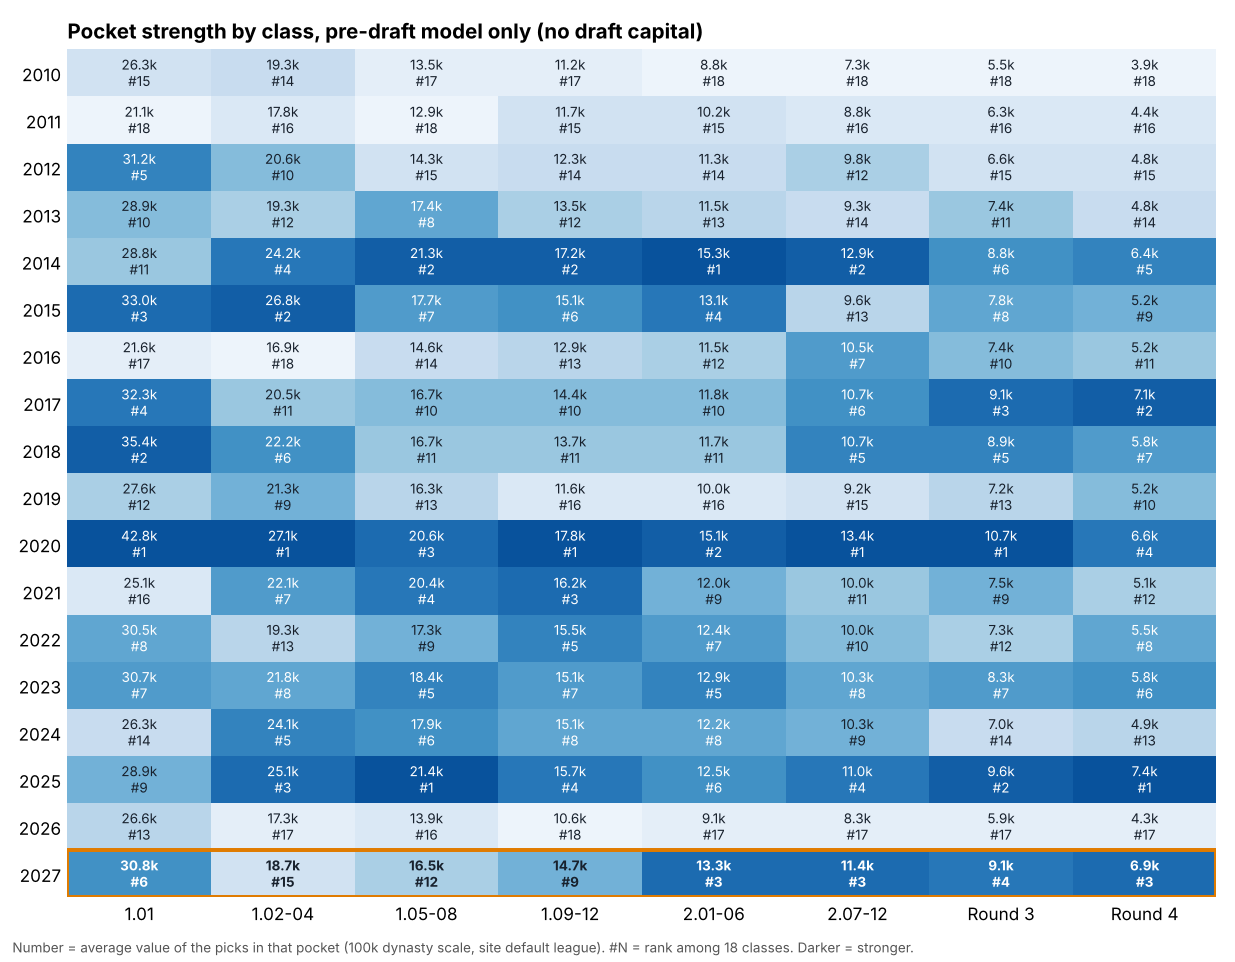 Pocket strength by class, pre-draft model only (no draft capital)
2010 26.3k 19.3k 13.5k 11.2k 8.8k 7.3k 5.5k 3.9k
#15 #14 #17 #17 #18 #18 #18 #18
2011 21.1k 17.8k 12.9k 11.7k 10.2k 8.8k 6.3k 4.4k
#18 #16 #18 #15 #15 #16 #16 #16
2012 31.2k 20.6k 14.3k 12.3k 11.3k 9.8k 6.6k 4.8k
#5 #10 #15 #14 #14 #12 #15 #15
2013 28.9k 19.3k 17.4k 13.5k 11.5k 9.3k 7.4k 4.8k
#10 #12 #8 #12 #13 #14 #11 #14
2014 28.8k 24.2k 21.3k 17.2k 15.3k 12.9k 8.8k 6.4k
#11 #4 #2 #2 #1 #2 #6 #5
2015 33.0k 26.8k 17.7k 15.1k 13.1k 9.6k 7.8k 5.2k
#3 #2 #7 #6 #4 #13 #8 #9
2016 21.6k 16.9k 14.6k 12.9k 11.5k 10.5k 7.4k 5.2k
#17 #18 #14 #13 #12 #7 #10 #11
2017 32.3k 20.5k 16.7k 14.4k 11.8k 10.7k 9.1k 7.1k
#4 #11 #10 #10 #10 #6 #3 #2
2018 35.4k 22.2k 16.7k 13.7k 11.7k 10.7k 8.9k 5.8k
#2 #6 #11 #11 #11 #5 #5 #7
2019 27.6k 21.3k 16.3k 11.6k 10.0k 9.2k 7.2k 5.2k
#12 #9 #13 #16 #16 #15 #13 #10
2020 42.8k 27.1k 20.6k 17.8k 15.1k 13.4k 10.7k 6.6k
#1 #1 #3 #1 #2 #1 #1 #4
2021 25.1k 22.1k 20.4k 16.2k 12.0k 10.0k 7.5k 5.1k
#16 #7 #4 #3 #9 #11 #9 #12
2022 30.5k 19.3k 17.3k 15.5k 12.4k 10.0k 7.3k 5.5k
#8 #13 #9 #5 #7 #10 #12 #8
2023 30.7k 21.8k 18.4k 15.1k 12.9k 10.3k 8.3k 5.8k
#7 #8 #5 #7 #5 #8 #7 #6
2024 26.3k 24.1k 17.9k 15.1k 12.2k 10.3k 7.0k 4.9k
#14 #5 #6 #8 #8 #9 #14 #13
2025 28.9k 25.1k 21.4k 15.7k 12.5k 11.0k 9.6k 7.4k
#9 #3 #1 #4 #6 #4 #2 #1
2026 26.6k 17.3k 13.9k 10.6k 9.1k 8.3k 5.9k 4.3k
#13 #17 #16 #18 #17 #17 #17 #17
2027 30.8k 18.7k 16.5k 14.7k 13.3k 11.4k 9.1k 6.9k
#6 #15 #12 #9 #3 #3 #4 #3
1.01 1.02-04 1.05-08 1.09-12 2.01-06 2.07-12 Round 3 Round 4
Number = average value of the picks in that pocket (100k dynasty scale, site default league). #N = rank among 18 classes. Darker = stronger.